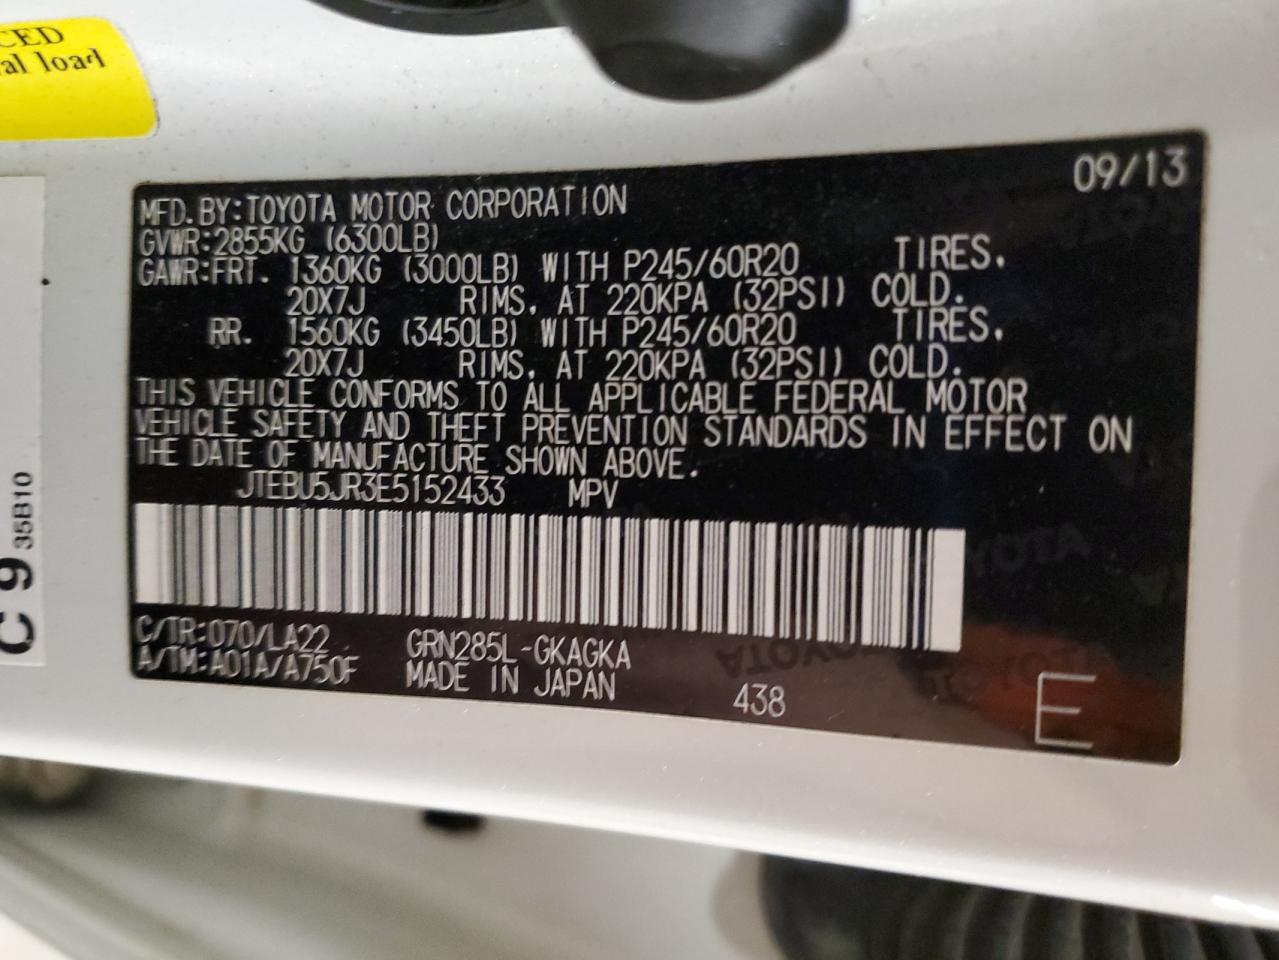 CED
al load
09/13
MFD. BY: TOYOTA MOTOR CORPORATION
GVWR: 2855KG (6300LB)
GAWR: FRT. 1360KG (3000LB) WITH P245/60R20 TIRES.
20X7J RIMS. AT 220KPA (32PSI) COLD.
RR. 1560KG (3450LB) WITH P245/60R20 TIRES.
20X7J RIMS. AT 220KPA (32PSI) COLD.
THIS VEHICLE CONFORMS TO ALL APPLICABLE FEDERAL MOTOR
VEHICLE SAFETY AND THEFT PREVENTION STANDARDS IN EFFECT ON
THE DATE OF MANUFACTURE SHOWN ABOVE.
JTEBU5JR3E5152433 MPV
C/TR: 070/LA22 GRN285L-GKAGKA
A/TM: A01A/A750F MADE IN JAPAN 438 E
C 9 35B10
TOYOTA